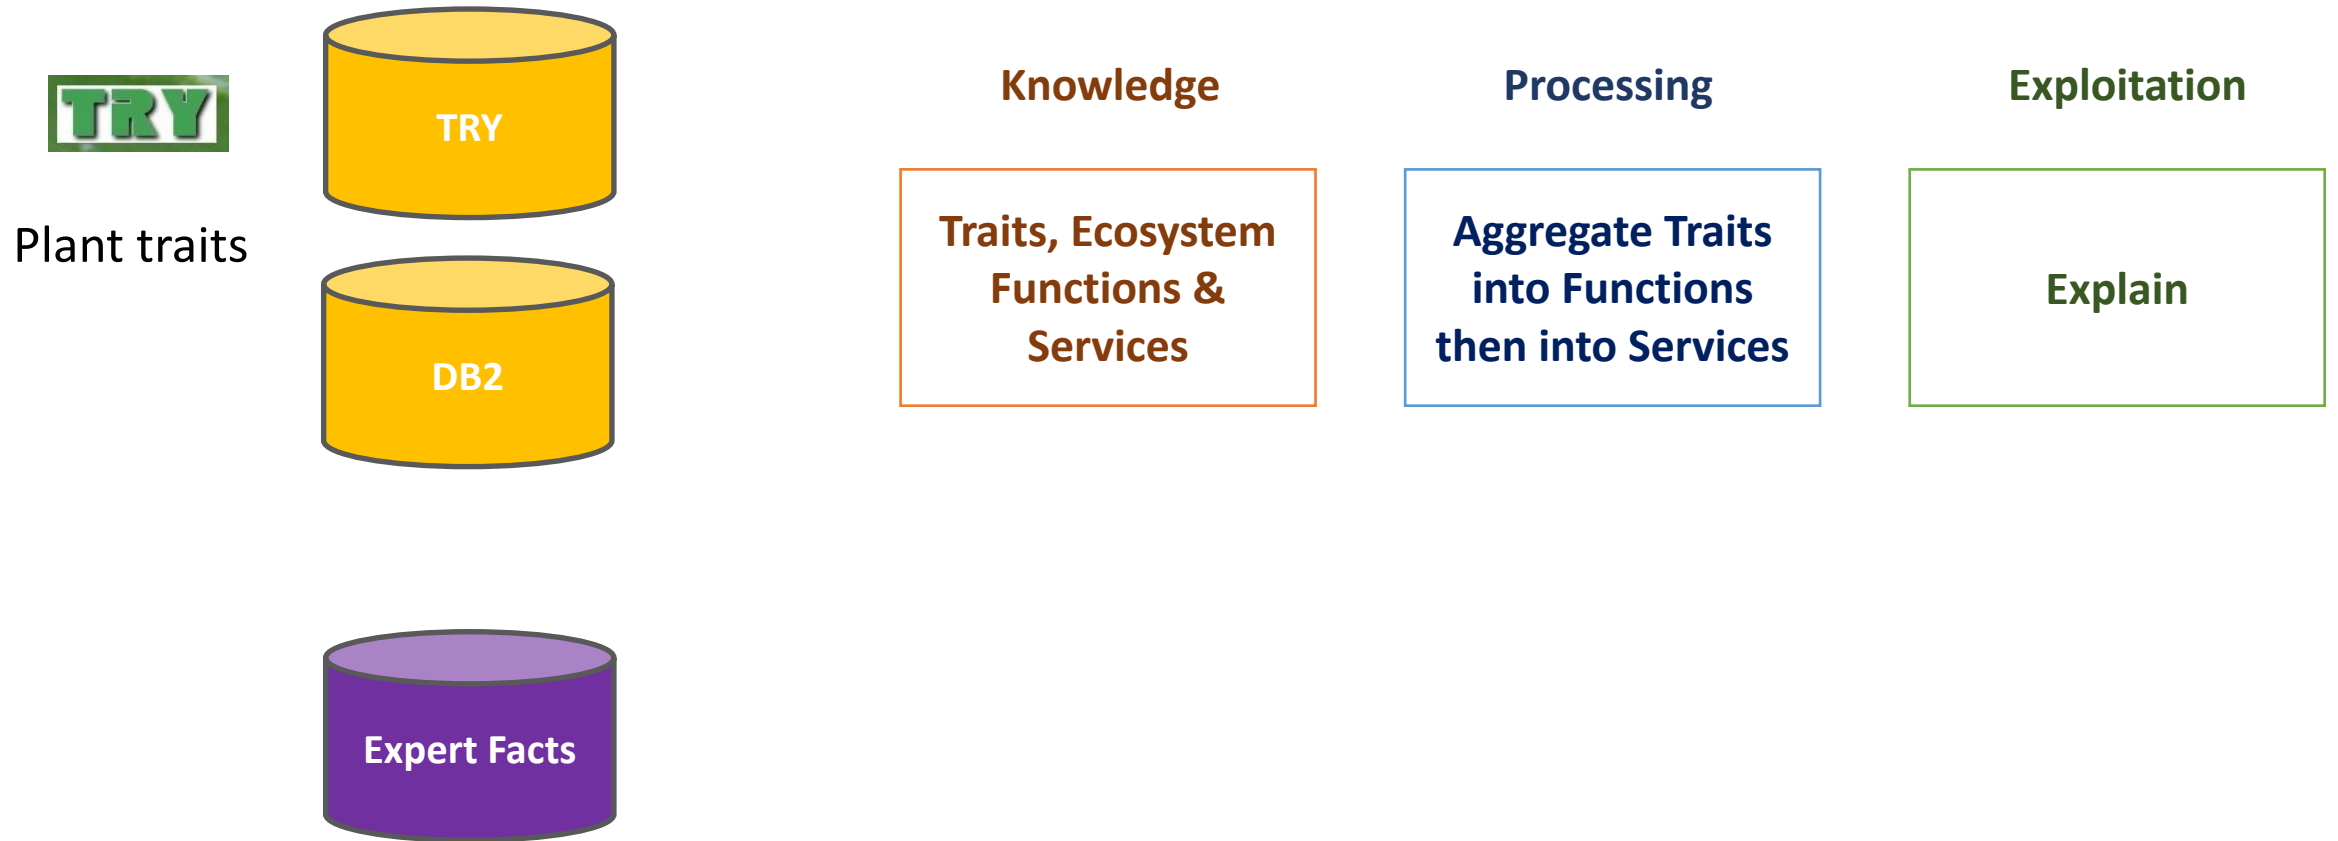 TRY
Plant traits
TRY
DB2
Expert Facts
Knowledge
Traits, Ecosystem
Functions &
Services
Processing
Aggregate Traits
into Functions
then into Services
Exploitation
Explain